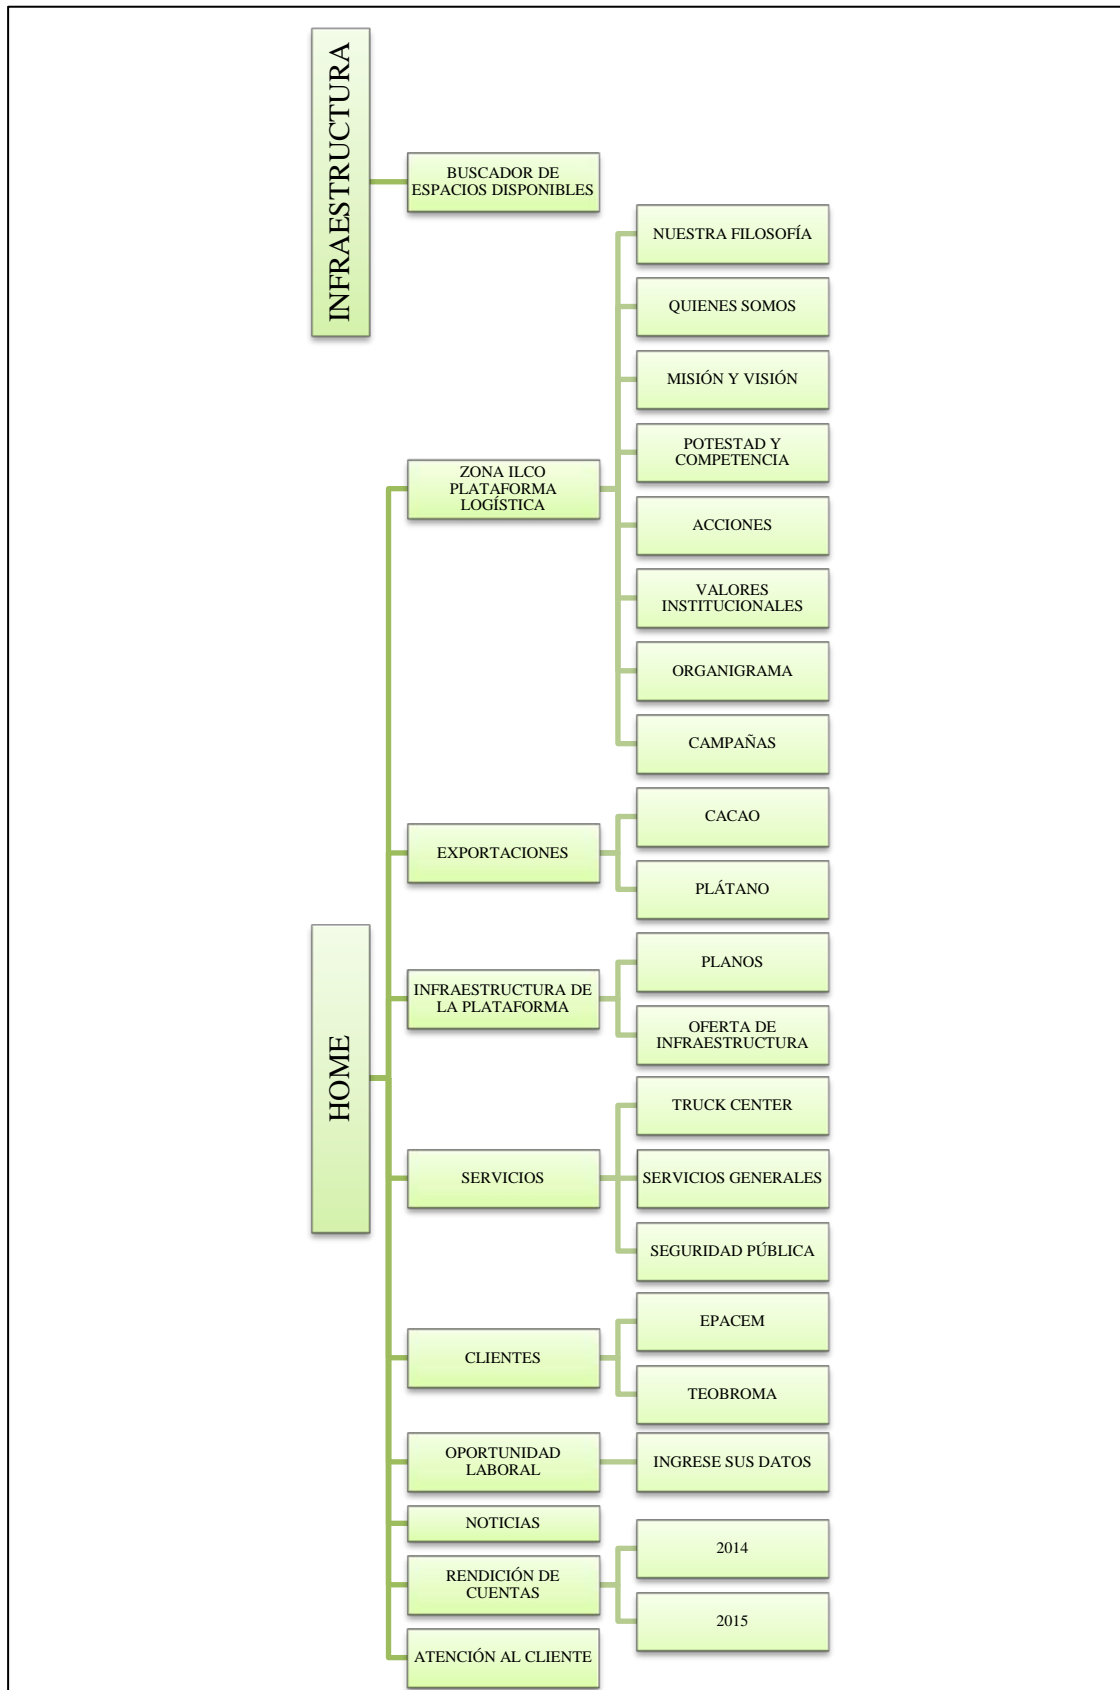 INFRAESTRUCTURA
BUSCADOR DE
ESPACIOS DISPONIBLES
HOME
ZONA ILCO
PLATAFORMA
LOGÍSTICA
NUESTRA FILOSOFÍA
QUIENES SOMOS
MISIÓN Y VISIÓN
POTESTAD Y
COMPETENCIA
ACCIONES
VALORES
INSTITUCIONALES
ORGANIGRAMA
CAMPAÑAS
EXPORTACIONES
CACAO
PLÁTANO
INFRAESTRUCTURA DE
LA PLATAFORMA
PLANOS
OFERTA DE
INFRAESTRUCTURA
SERVICIOS
TRUCK CENTER
SERVICIOS GENERALES
SEGURIDAD PÚBLICA
CLIENTES
EPACEM
TEOBROMA
OPORTUNIDAD
LABORAL
INGRESE SUS DATOS
NOTICIAS
RENDICIÓN DE
CUENTAS
2014
2015
ATENCIÓN AL CLIENTE